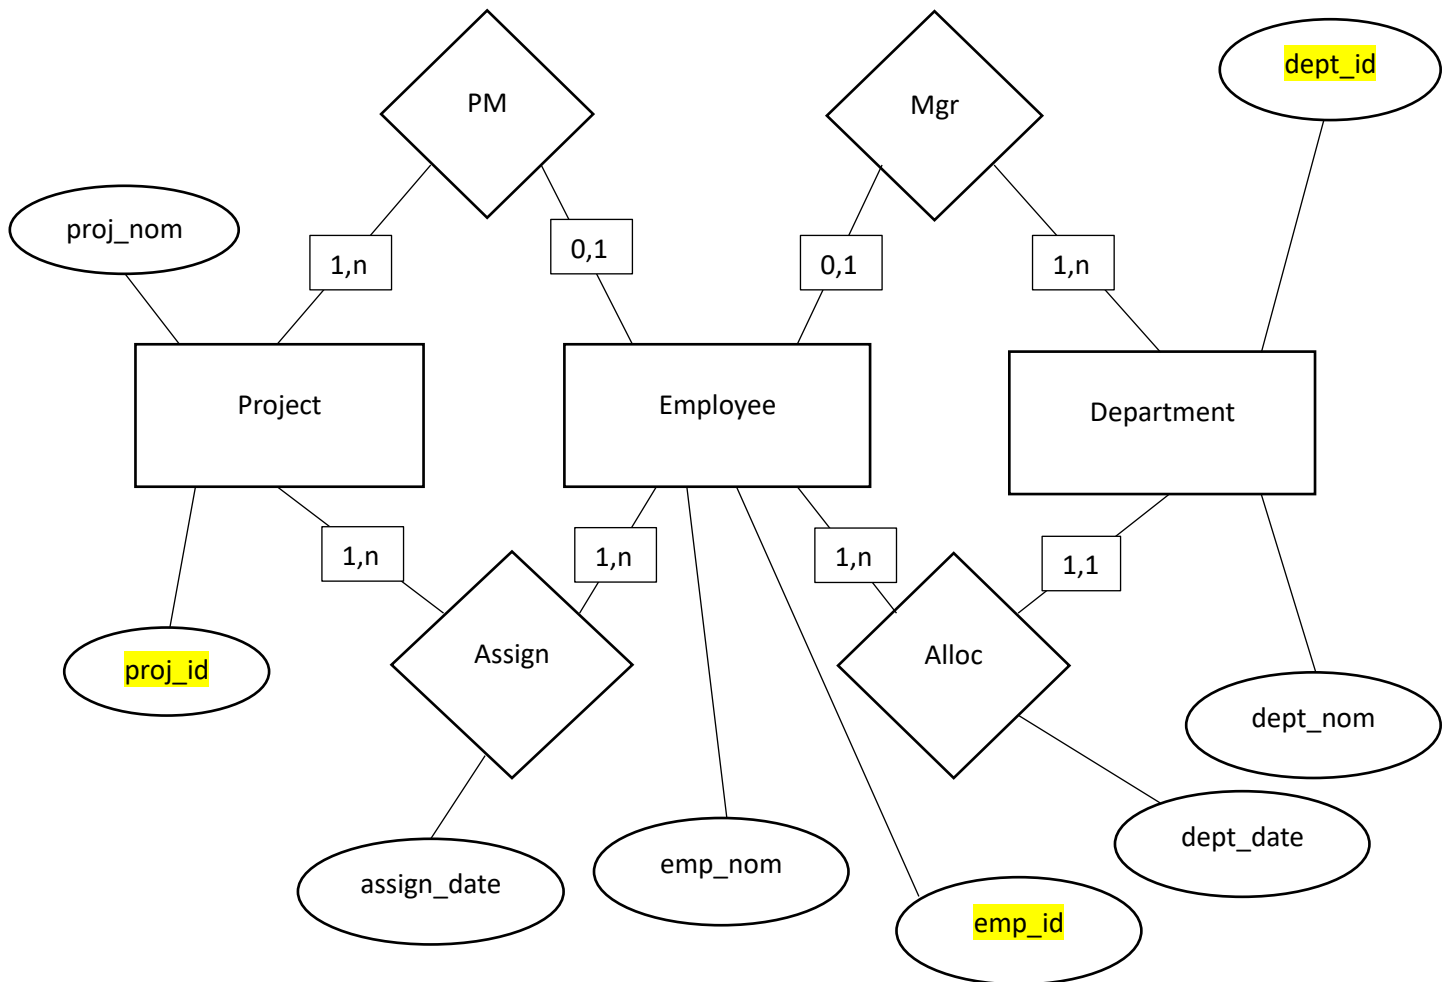 PM
Mgr
dept_id
proj_nom
1,n
0,1
0,1
1,n
Project
Employee
Department
1,n
1,n
1,n
1,1
proj_id
Assign
Alloc
dept_nom
assign_date
emp_nom
dept_date
emp_id